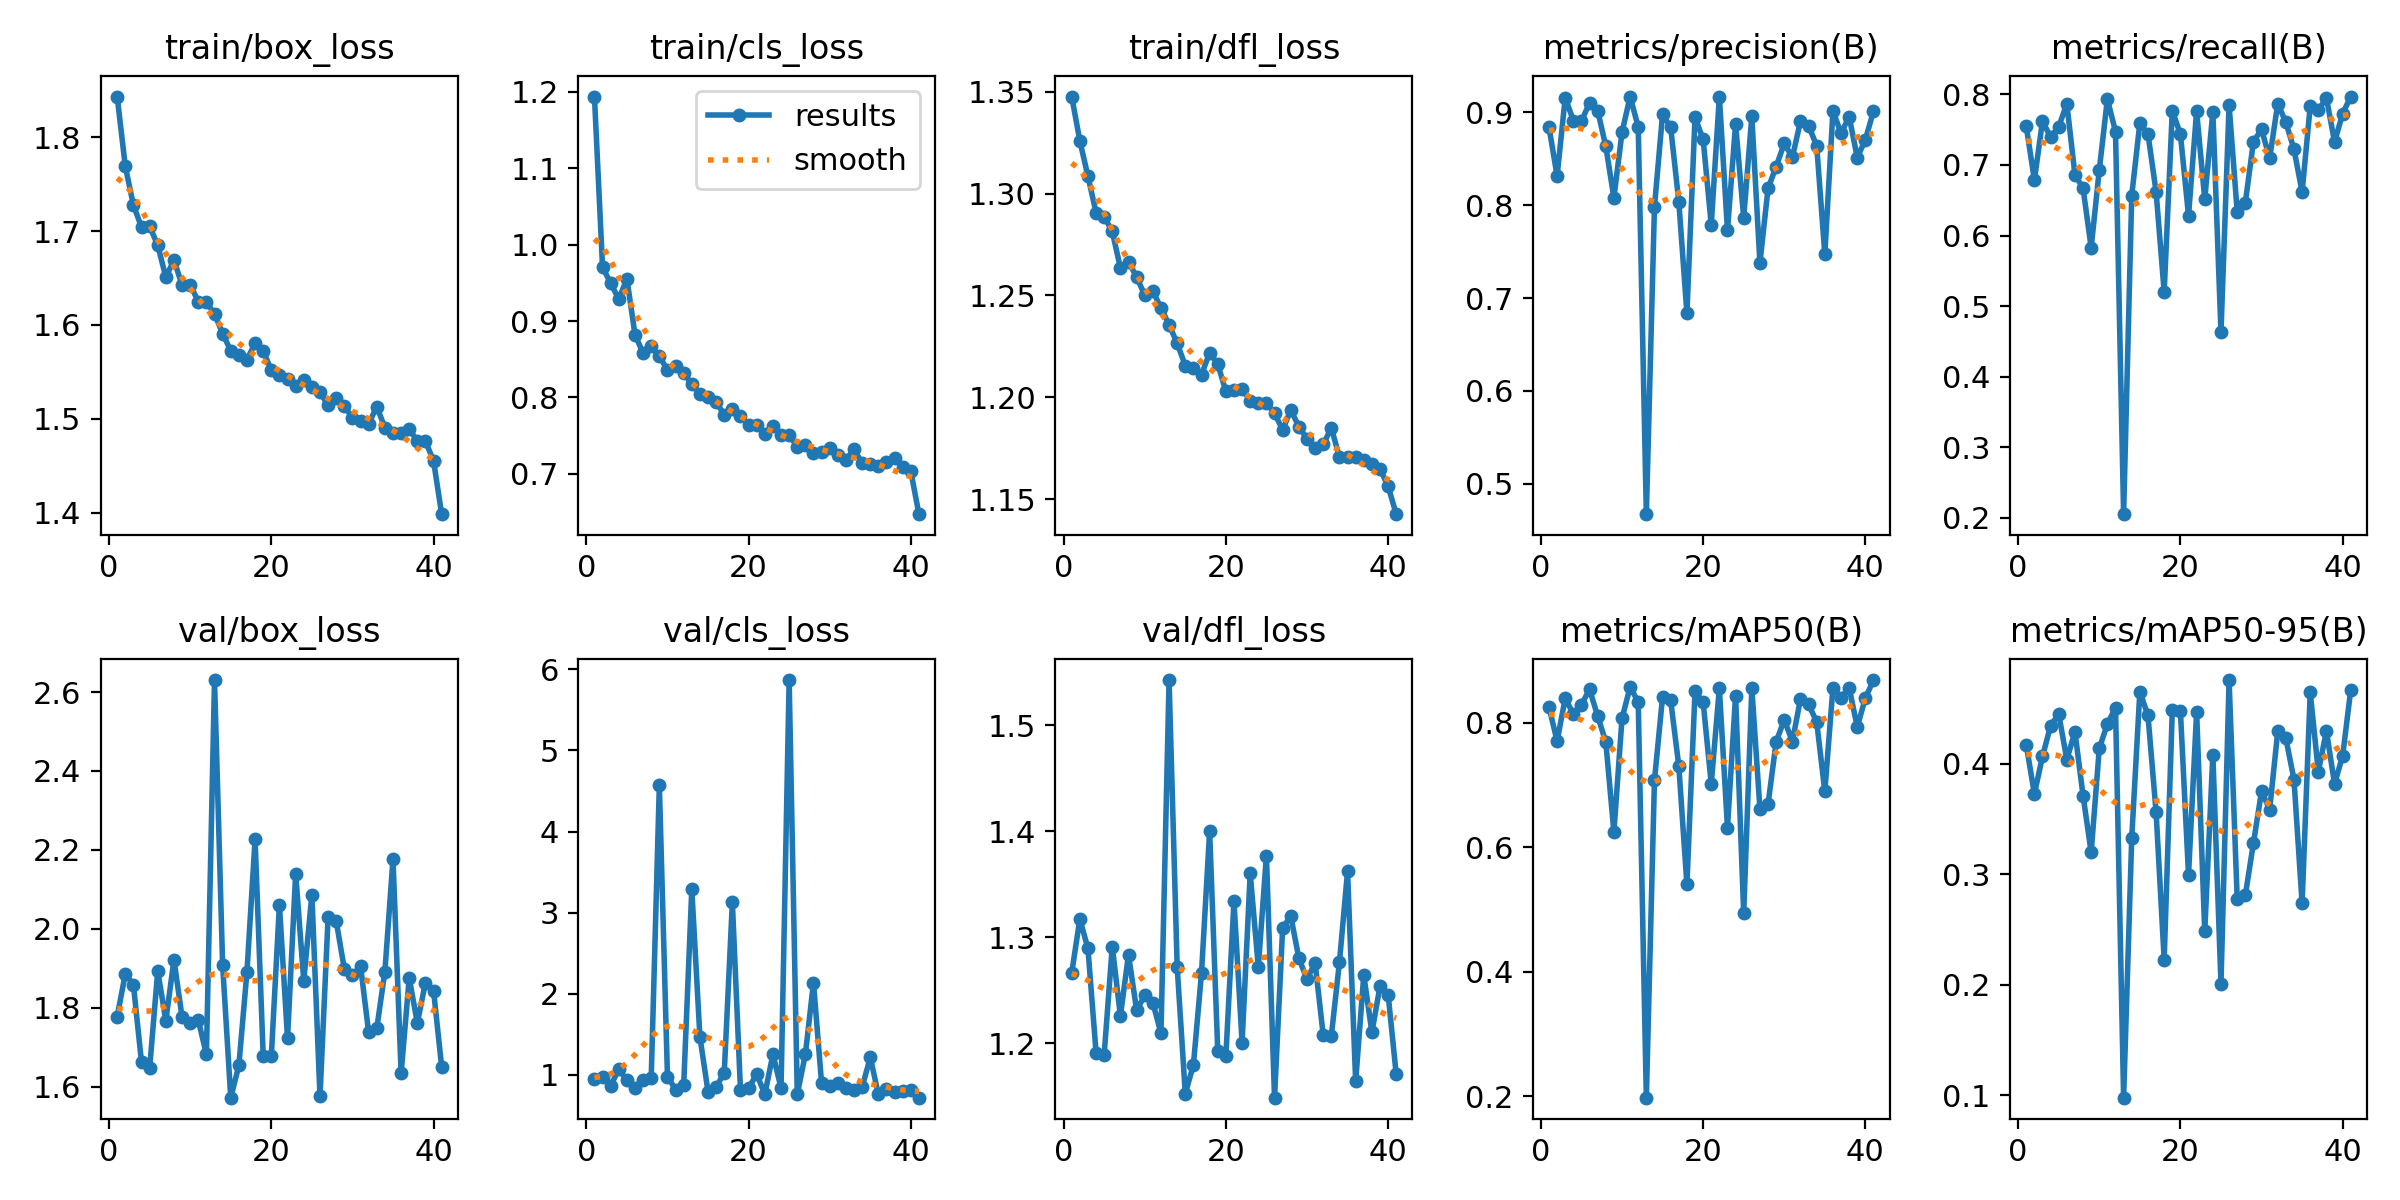 train/box_loss
1.8
1.7
1.6
1.5
1.4
0 20 40
train/cls_loss
results
smooth
1.2
1.1
1.0
0.9
0.8
0.7
0 20 40
train/dfl_loss
1.35
1.30
1.25
1.20
1.15
0 20 40
metrics/precision(B)
0.9
0.8
0.7
0.6
0.5
0 20 40
metrics/recall(B)
0.8
0.7
0.6
0.5
0.4
0.3
0.2
0 20 40
val/box_loss
2.6
2.4
2.2
2.0
1.8
1.6
0 20 40
val/cls_loss
6
5
4
3
2
1
0 20 40
val/dfl_loss
1.5
1.4
1.3
1.2
0 20 40
metrics/mAP50(B)
0.8
0.6
0.4
0.2
0 20 40
metrics/mAP50-95(B)
0.4
0.3
0.2
0.1
0 20 40